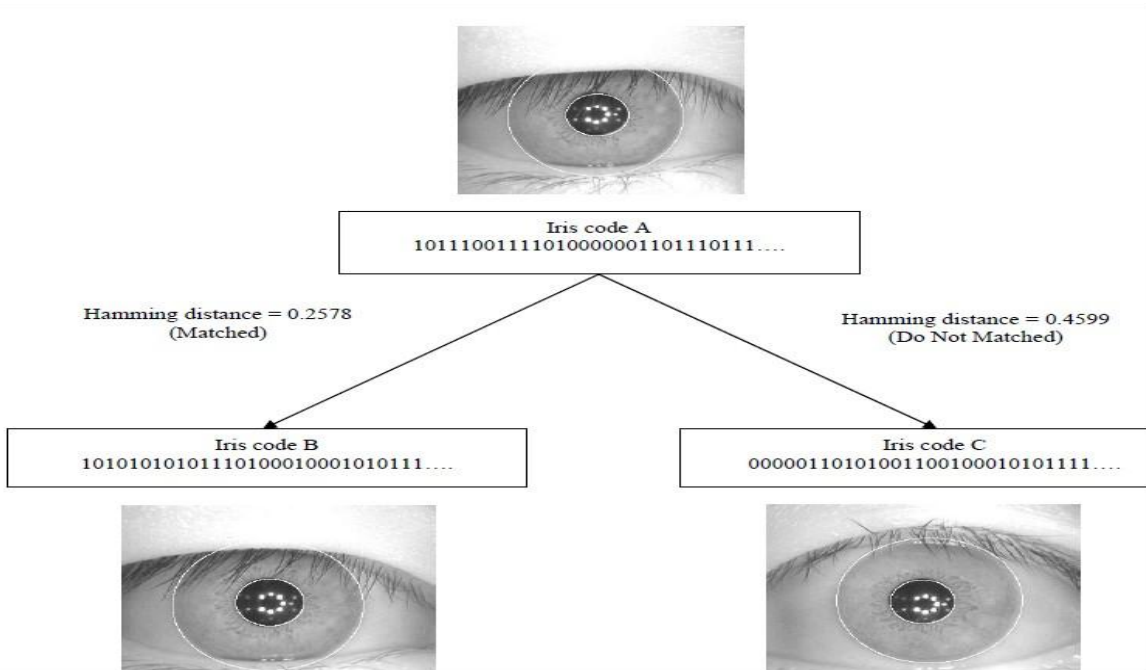 Iris code A
10111001111010000001101110111....
Hamming distance = 0.2578
(Matched)
Hamming distance = 0.4599
(Do Not Matched)
Iris code B
10101010101110100010001010111....
Iris code C
00000110101001100100010101111....